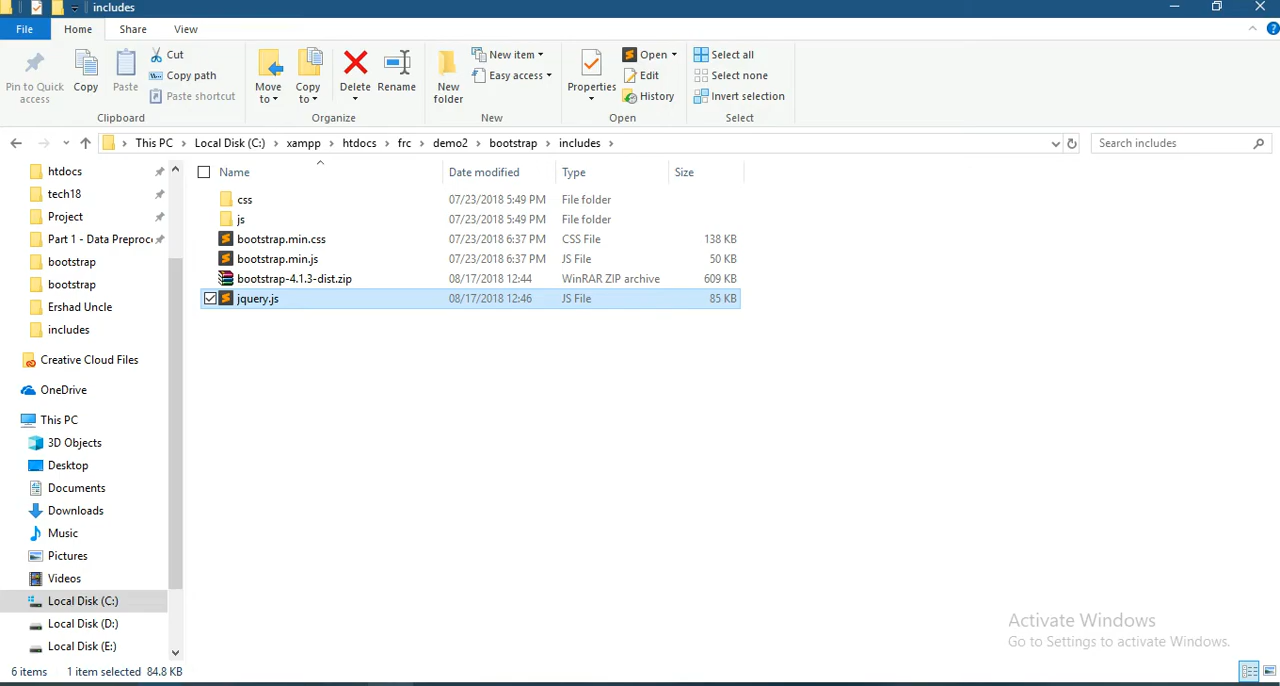 includes
File Home Share View
Pin to Quick access
Copy
Paste
Cut
Copy path
Paste shortcut
Clipboard
Move to
Copy to
Delete
Rename
Organize
New folder
New item
Easy access
New
Properties
Open
Edit
History
Open
Select all
Select none
Invert selection
Select
This PC Local Disk (C:) xampp htdocs frc demo2 bootstrap includes
Search includes
htdocs
tech18
Project
Part 1 - Data Preproc
bootstrap
bootstrap
Ershad Uncle
includes
Creative Cloud Files
OneDrive
This PC
3D Objects
Desktop
Documents
Downloads
Music
Pictures
Videos
Local Disk (C:)
Local Disk (D:)
Local Disk (E:)
Name Date modified Type Size
css 07/23/2018 5:49 PM File folder
js 07/23/2018 5:49 PM File folder
bootstrap.min.css 07/23/2018 6:37 PM CSS File 138 KB
bootstrap.min.js 07/23/2018 6:37 PM JS File 50 KB
bootstrap-4.1.3-dist.zip 08/17/2018 12:44 WinRAR ZIP archive 609 KB
jquery.js 08/17/2018 12:46 JS File 85 KB
Activate Windows
Go to Settings to activate Windows.
6 items 1 item selected 84.8 KB